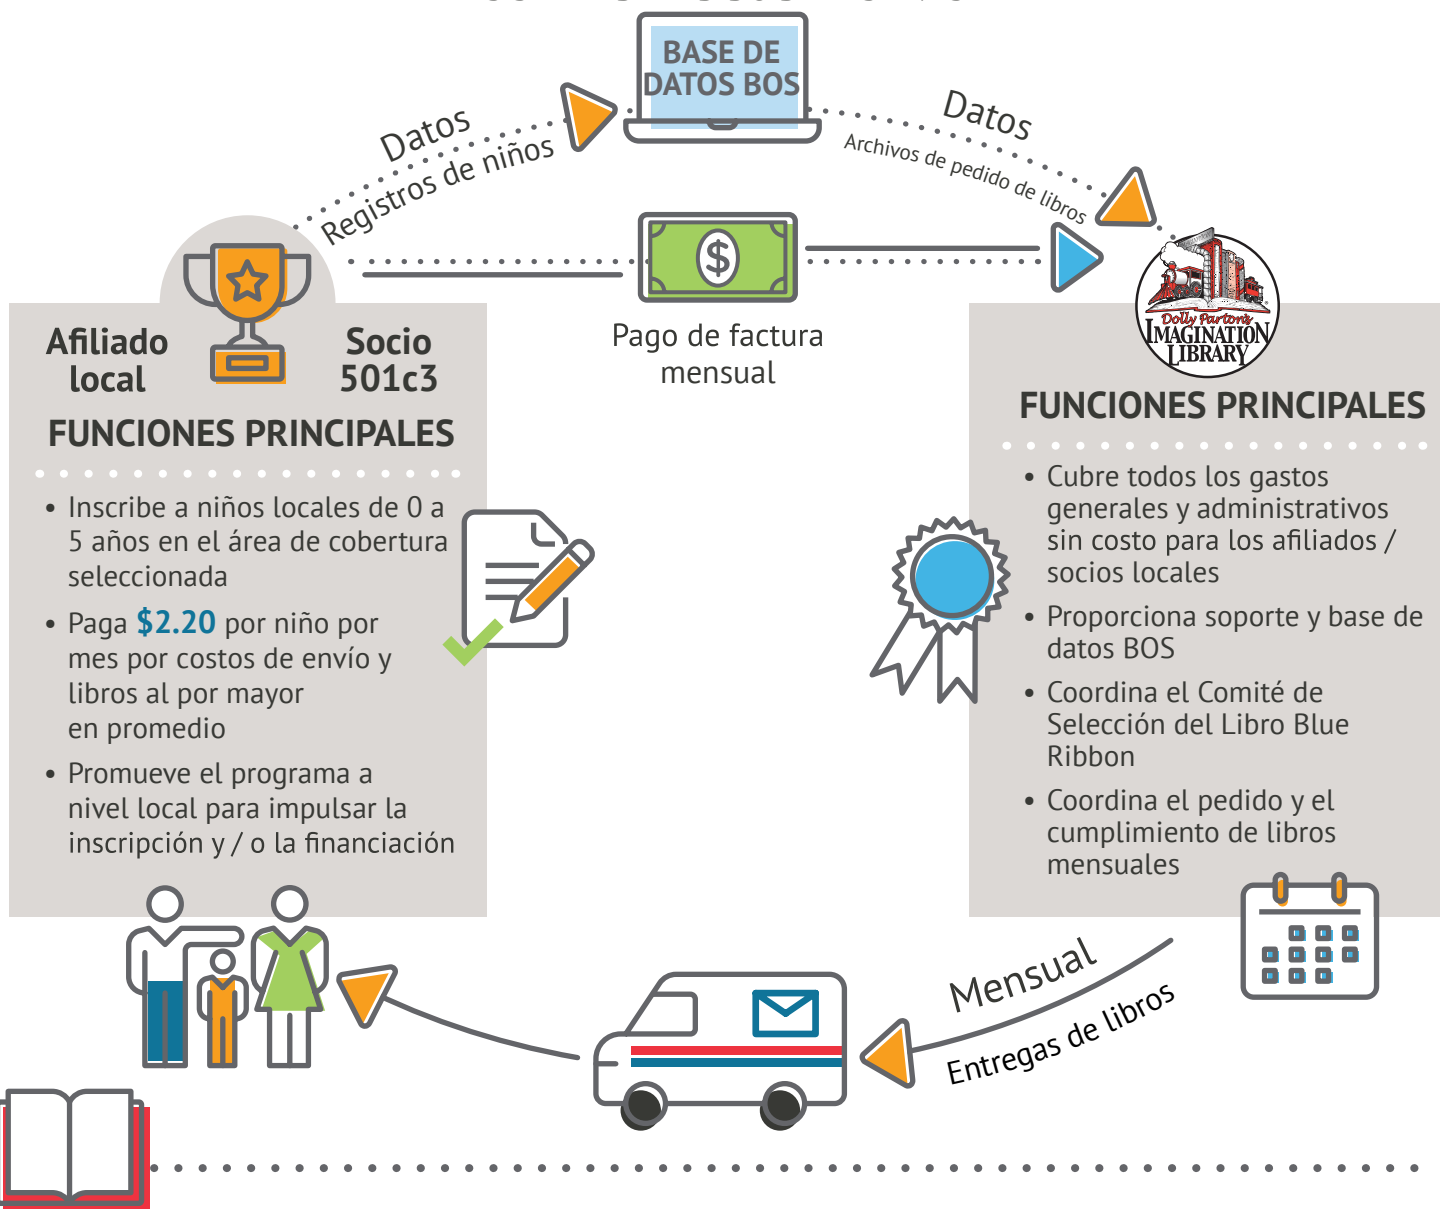 BASE DE
DATOS BOS
Datos
Registros de niños
Datos
Archivos de pedido de libros
$
Pago de factura
mensual
Afiliado
local
Socio
501c3
FUNCIONES PRINCIPALES
• Inscribe a niños locales de 0 a
5 años en el área de cobertura
seleccionada
• Paga $2.20 por niño por
mes por costos de envío y
libros al por mayor
en promedio
• Promueve el programa a
nivel local para impulsar la
inscripción y / o la financiación
Dolly Parton's
IMAGINATION
LIBRARY
FUNCIONES PRINCIPALES
• Cubre todos los gastos
generales y administrativos
sin costo para los afiliados /
socios locales
• Proporciona soporte y base de
datos BOS
• Coordina el Comité de
Selección del Libro Blue
Ribbon
• Coordina el pedido y el
cumplimiento de libros
mensuales
Mensual
Entregas de libros